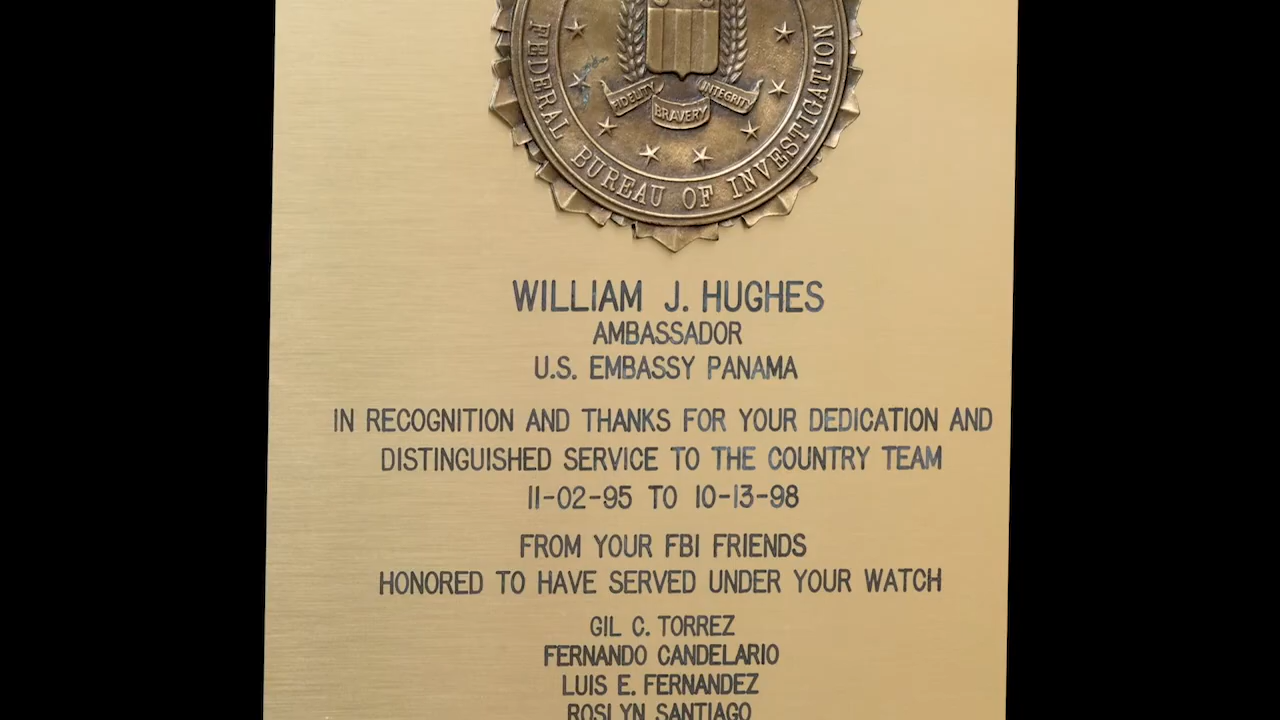 FEDERAL BUREAU OF INVESTIGATION
FIDELITY
BRAVERY
INTEGRITY
WILLIAM J. HUGHES
AMBASSADOR
U.S. EMBASSY PANAMA
IN RECOGNITION AND THANKS FOR YOUR DEDICATION AND
DISTINGUISHED SERVICE TO THE COUNTRY TEAM
11-02-95 TO 10-13-98
FROM YOUR FBI FRIENDS
HONORED TO HAVE SERVED UNDER YOUR WATCH
GIL C. TORREZ
FERNANDO CANDELARIO
LUIS E. FERNANDEZ
ROSLYN SANTIAGO